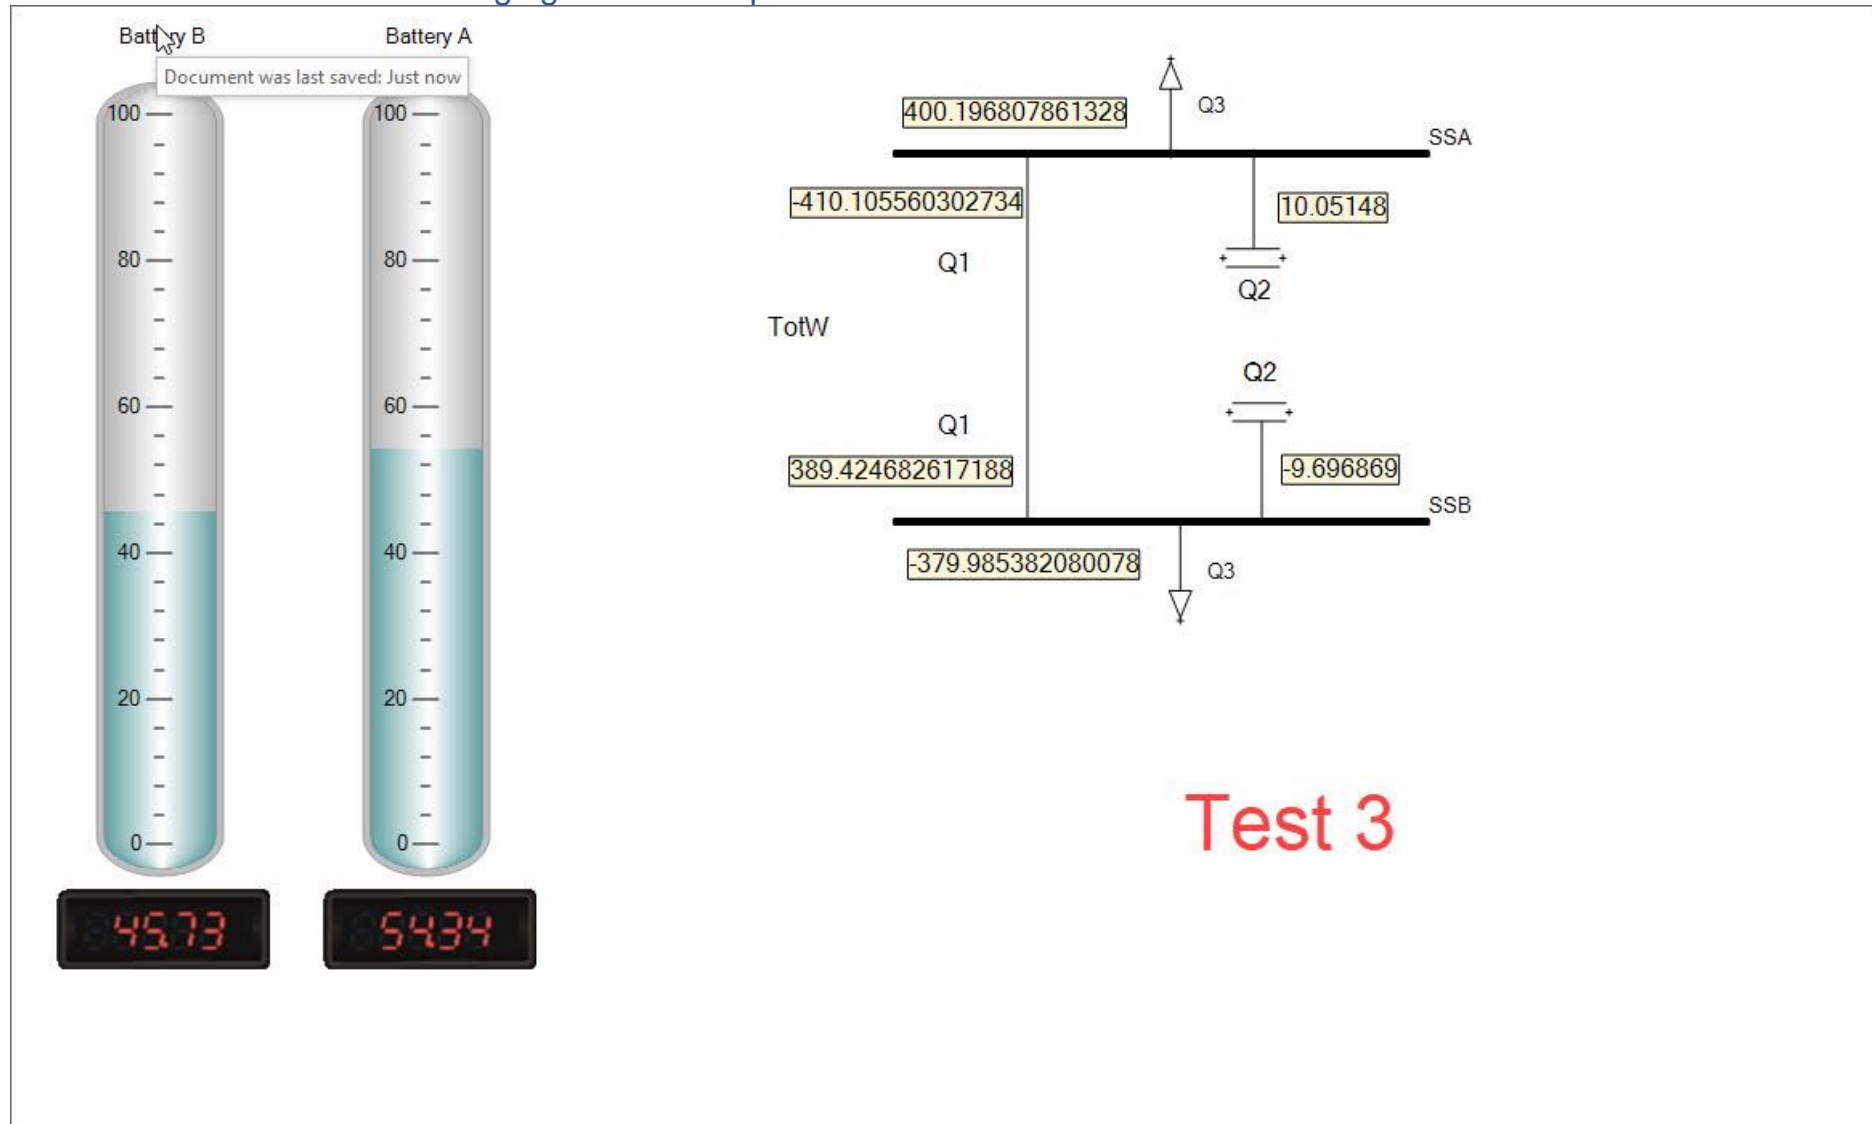 Battery B
Battery A
Document was last saved: Just now
100
80
60
40
20
0
45.73
100
80
60
40
20
0
54.34
400.196807861328
Q3
SSA
-410.105560302734
10.05148
Q1
Q2
TotW
Q2
Q1
389.424682617188
-9.696869
SSB
-379.985382080078
Q3
Test 3